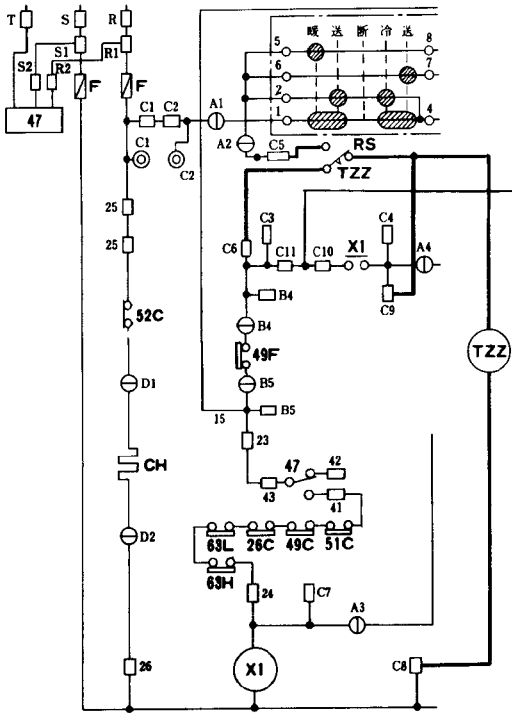 T S R
S1 R1
S2 R2
F F
47
C1 C2 A1
C1 C2
暖 送 断 冷 送
5 8
6 7
2
1 4
A2 C5 RS
TZZ
25
25
C6 C3 C11 C10 X1 C4 A4
C9
B4
52C
B4
49F
TZZ
D1
B5
15 B5
23
CH
47 42
43 41
63L 26C 49C 51C
D2
63H
24 C7 A3
26
X1
C8